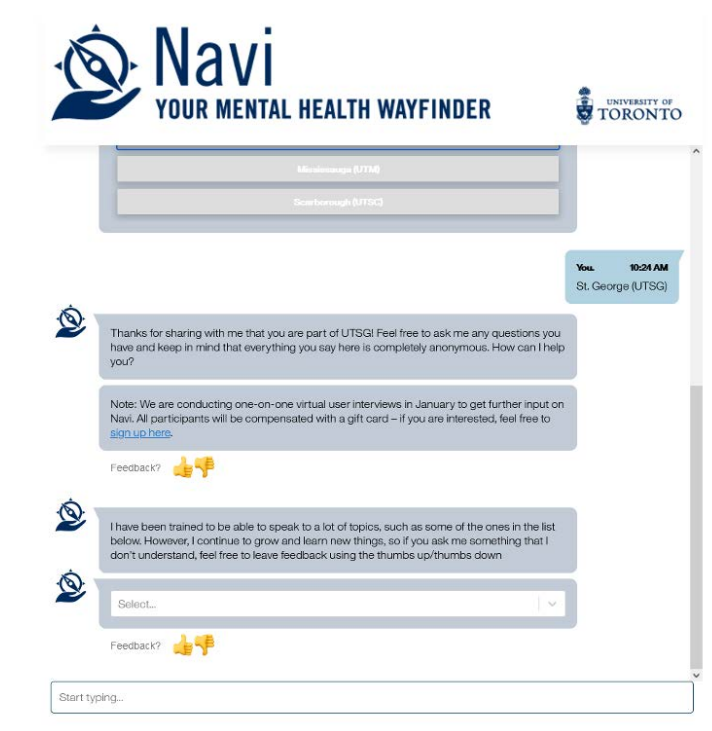 Navi
YOUR MENTAL HEALTH WAYFINDER
UNIVERSITY OF
TORONTO
Mississauga (UTM)
Scarborough (UTSC)
You. 10:24 AM
St. George (UTSG)
Thanks for sharing with me that you are part of UTSG! Feel free to ask me any questions you
have and keep in mind that everything you say here is completely anonymous. How can I help
you?
Note: We are conducting one-on-one virtual user interviews in January to get further input on
Navi. All participants will be compensated with a gift card – if you are interested, feel free to
sign up here.
Feedback?
I have been trained to be able to speak to a lot of topics, such as some of the ones in the list
below. However, I continue to grow and learn new things, so if you ask me something that I
don't understand, feel free to leave feedback using the thumbs up/thumbs down
Select...
Feedback?
Start typing...